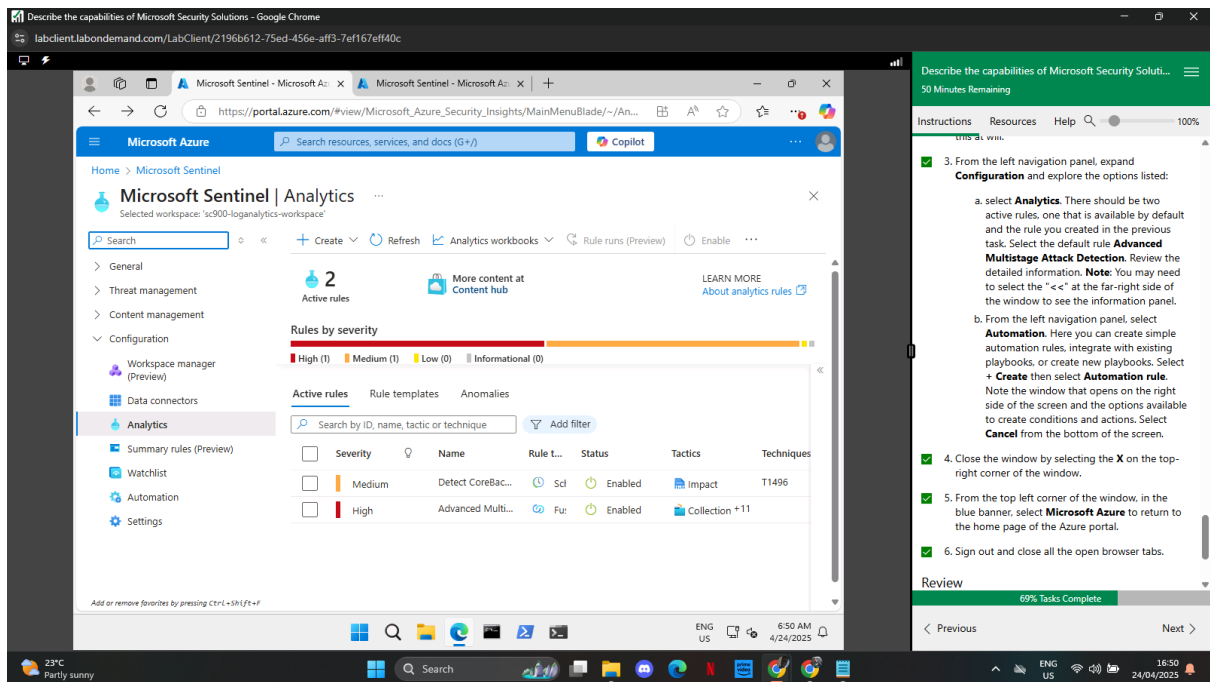 Describe the capabilities of Microsoft Security Solutions - Google Chrome
labclient.labondemand.com/LabClient/2196b612-75ed-456e-aff3-7ef167eff40c
Microsoft Sentinel - Microsoft Az
Microsoft Sentinel - Microsoft Az
https://portal.azure.com/#view/Microsoft_Azure_Security_Insights/MainMenuBlade/~/An...
Microsoft Azure
Search resources, services, and docs (G+/)
Copilot
Home > Microsoft Sentinel
Microsoft Sentinel | Analytics
Selected workspace: 'sc900-loganalytics-workspace'
Search
Create
Refresh
Analytics workbooks
Rule runs (Preview)
Enable
General
Threat management
Content management
Configuration
Workspace manager
(Preview)
Data connectors
Analytics
Summary rules (Preview)
Watchlist
Automation
Settings
Add or remove favorites by pressing Ctrl+Shift+F
2
Active rules
More content at
Content hub
LEARN MORE
About analytics rules
Rules by severity
High (1)
Medium (1)
Low (0)
Informational (0)
Active rules
Rule templates
Anomalies
Search by ID, name, tactic or technique
Add filter
Severity Name Rule t... Status Tactics Techniques
Medium Detect CoreBac... Sch Enabled Impact T1496
High Advanced Multi... Fus Enabled Collection +11
ENG
US
6:50 AM
4/24/2025
Describe the capabilities of Microsoft Security Soluti...
50 Minutes Remaining
Instructions Resources Help 100%
this at will.
3. From the left navigation panel, expand
Configuration and explore the options listed:
a. select Analytics. There should be two
active rules, one that is available by default
and the rule you created in the previous
task. Select the default rule Advanced
Multistage Attack Detection. Review the
detailed information. Note: You may need
to select the "<<" at the far-right side of
the window to see the information panel.
b. From the left navigation panel, select
Automation. Here you can create simple
automation rules, integrate with existing
playbooks, or create new playbooks. Select
+ Create then select Automation rule.
Note the window that opens on the right
side of the screen and the options available
to create conditions and actions. Select
Cancel from the bottom of the screen.
4. Close the window by selecting the X on the top-
right corner of the window.
5. From the top left corner of the window, in the
blue banner, select Microsoft Azure to return to
the home page of the Azure portal.
6. Sign out and close all the open browser tabs.
Review
69% Tasks Complete
Previous
Next
23°C
Partly sunny
Search
ENG
US
16:50
24/04/2025